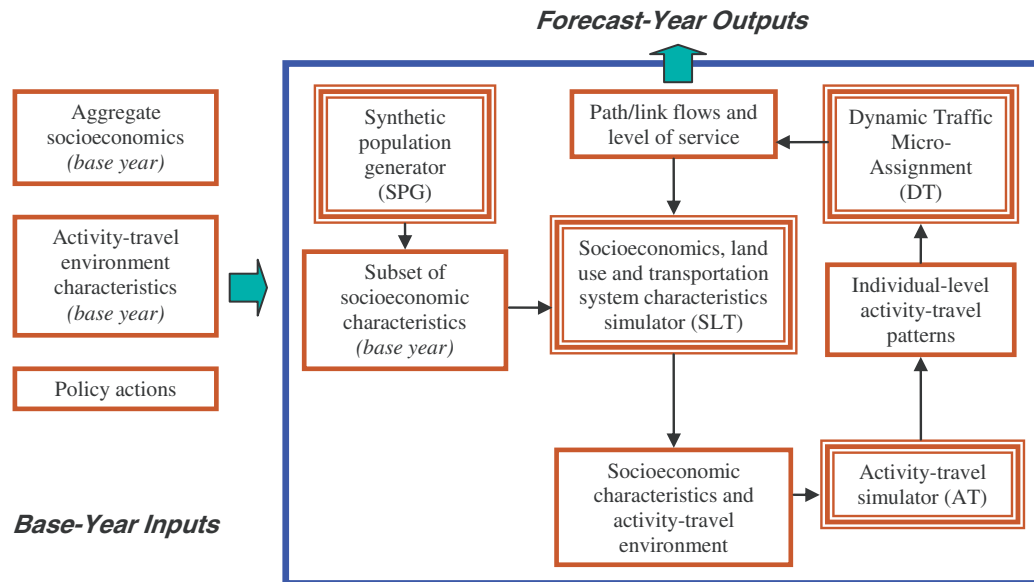 Forecast-Year Outputs
Aggregate
socioeconomics
(base year)
Activity-travel
environment
characteristics
(base year)
Policy actions
Base-Year Inputs
Synthetic
population
generator
(SPG)
Subset of
socioeconomic
characteristics
(base year)
Path/link flows and
level of service
Socioeconomics, land
use and transportation
system characteristics
simulator (SLT)
Socioeconomic
characteristics and
activity-travel
environment
Dynamic Traffic
Micro-
Assignment
(DT)
Individual-level
activity-travel
patterns
Activity-travel
simulator (AT)